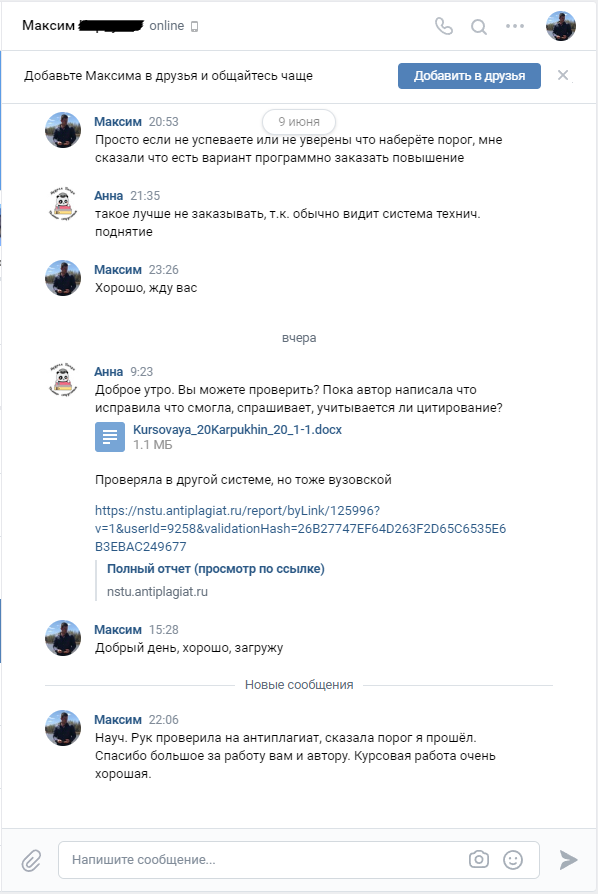 Максим online
Добавьте Максима в друзья и общайтесь чаще
Добавить в друзья
9 июня
Максим 20:53
Просто если не успеваете или не уверены что наберёте порог, мне
сказали что есть вариант программно заказать повышение
Анна 21:35
такое лучше не заказывать, т.к. обычно видит система технич.
поднятие
Максим 23:26
Хорошо, жду вас
вчера
Анна 9:23
Доброе утро. Вы можете проверить? Пока автор написала что
исправила что смогла, спрашивает, учитывается ли цитирование?
Kursovaya_20Karpukhin_20_1-1.docx
1.1 МБ
Проверяла в другой системе, но тоже вузовской
https://nstu.antiplagiat.ru/report/byLink/125996?
v=1&userId=9258&validationHash=26B27747EF64D263F2D65C6535E6
B3EBAC249677
Полный отчет (просмотр по ссылке)
nstu.antiplagiat.ru
Максим 15:28
Добрый день, хорошо, загружу
Новые сообщения
Максим 22:06
Науч. Рук проверила на антиплагиат, сказала порог я прошёл.
Спасибо большое за работу вам и автору. Курсовая работа очень
хорошая.
Напишите сообщение...